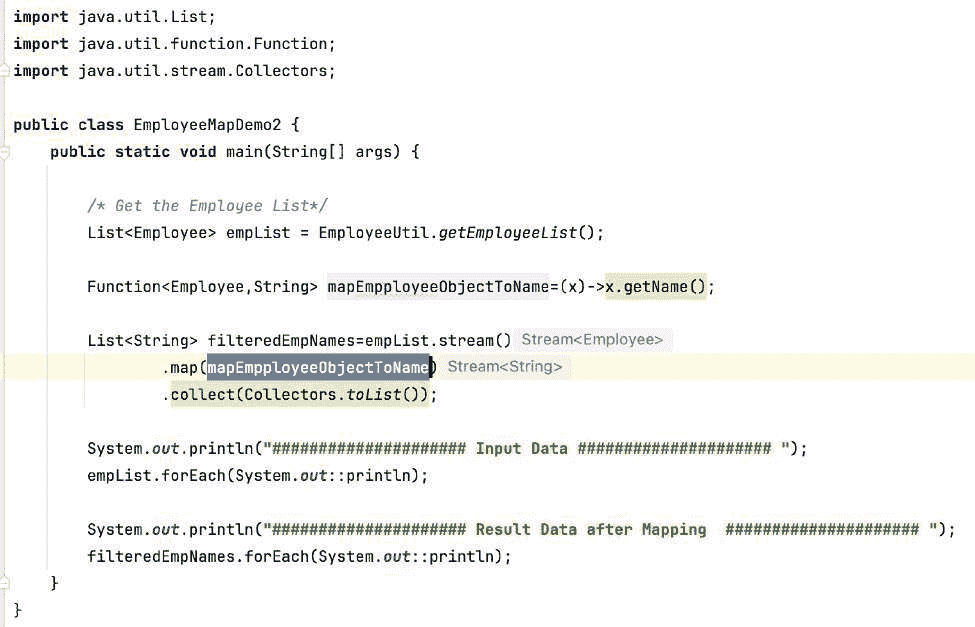 import java.util.List;
import java.util.function.Function;
import java.util.stream.Collectors;
public class EmployeeMapDemo2 {
public static void main(String[] args) {
/* Get the Employee List*/
List<Employee> empList = EmployeeUtil.getEmployeeList();
Function<Employee,String> mapEmpployeeObjectToName=(x)->x.getName();
List<String> filteredEmpNames=empList.stream() Stream<Employee>
.map(mapEmpployeeObjectToName) Stream<String>
.collect(Collectors.toList());
System.out.println("##################### Input Data ##################### ");
empList.forEach(System.out::println);
System.out.println("##################### Result Data after Mapping  ##################### ");
filteredEmpNames.forEach(System.out::println);
}
}